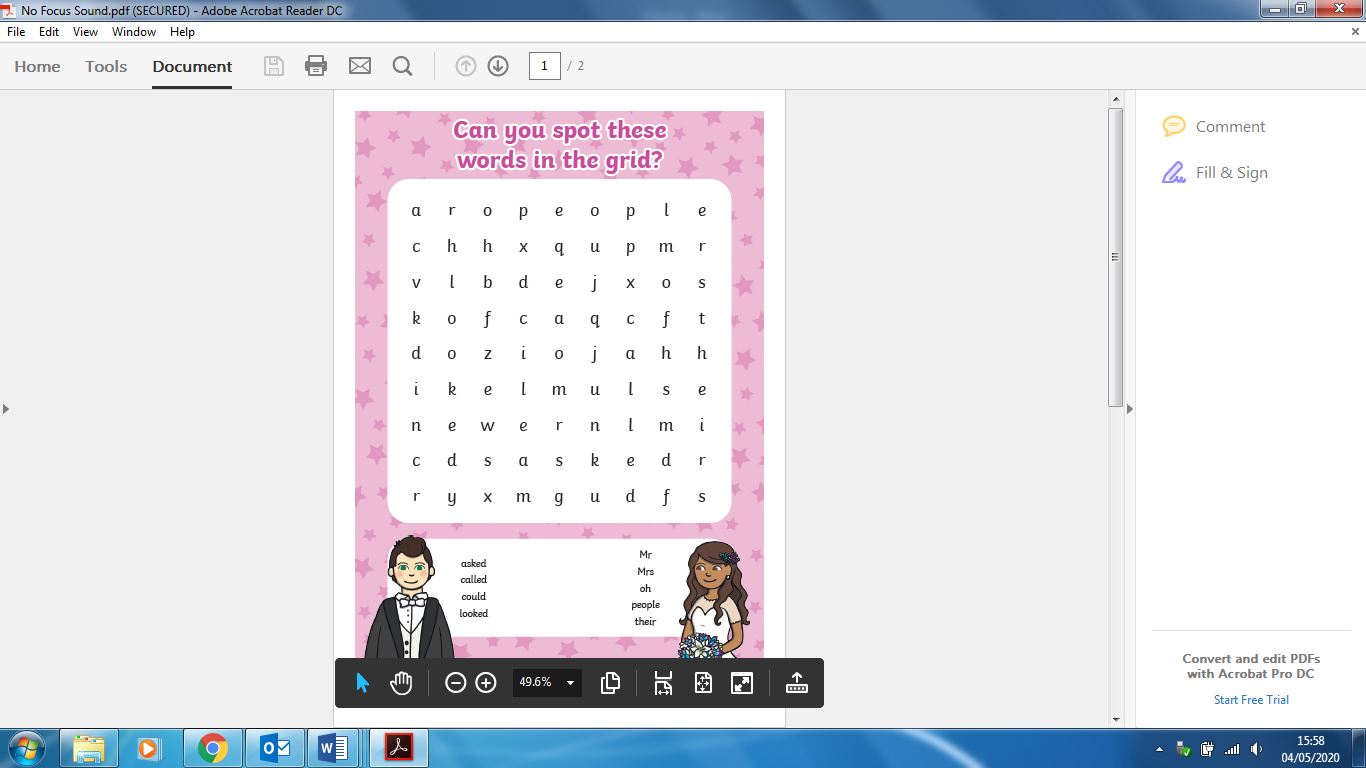 No Focus Sound.pdf (SECURED) - Adobe Acrobat Reader DC
File Edit View Window Help
Home Tools Document 1 / 2
Comment
Fill & Sign
Can you spot these
words in the grid?
a r o p e o p l e
c h h x q u p m r
v l b d e j x o s
k o f c a q c f t
d o z i o j a h h
i k e l m u l s e
n e w e r n l m i
c d s a s k e d r
r y x m g u d f s
asked
called
could
looked
Mr
Mrs
oh
people
their
49.6%
Convert and edit PDFs
with Acrobat Pro DC
Start Free Trial
15:58
04/05/2020